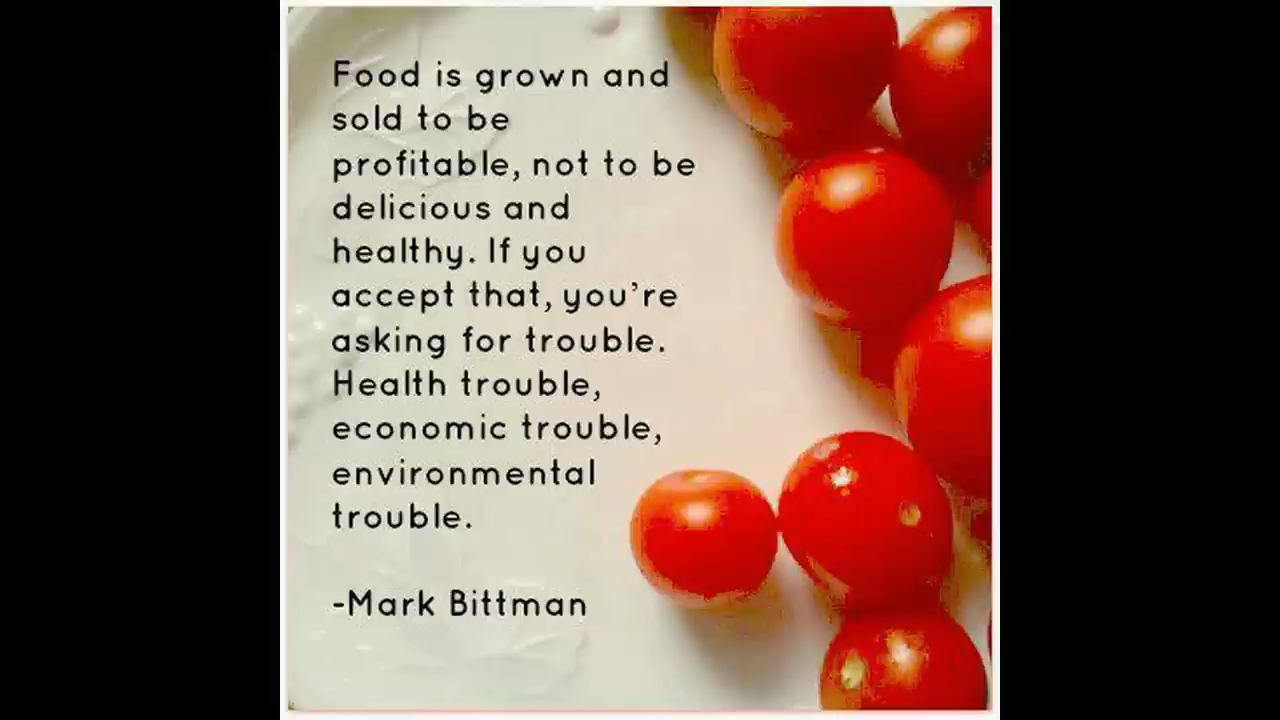 Food is grown and
sold to be
profitable, not to be
delicious and
healthy. If you
accept that, you're
asking for trouble.
Health trouble,
economic trouble,
environmental
trouble.
-Mark Bittman